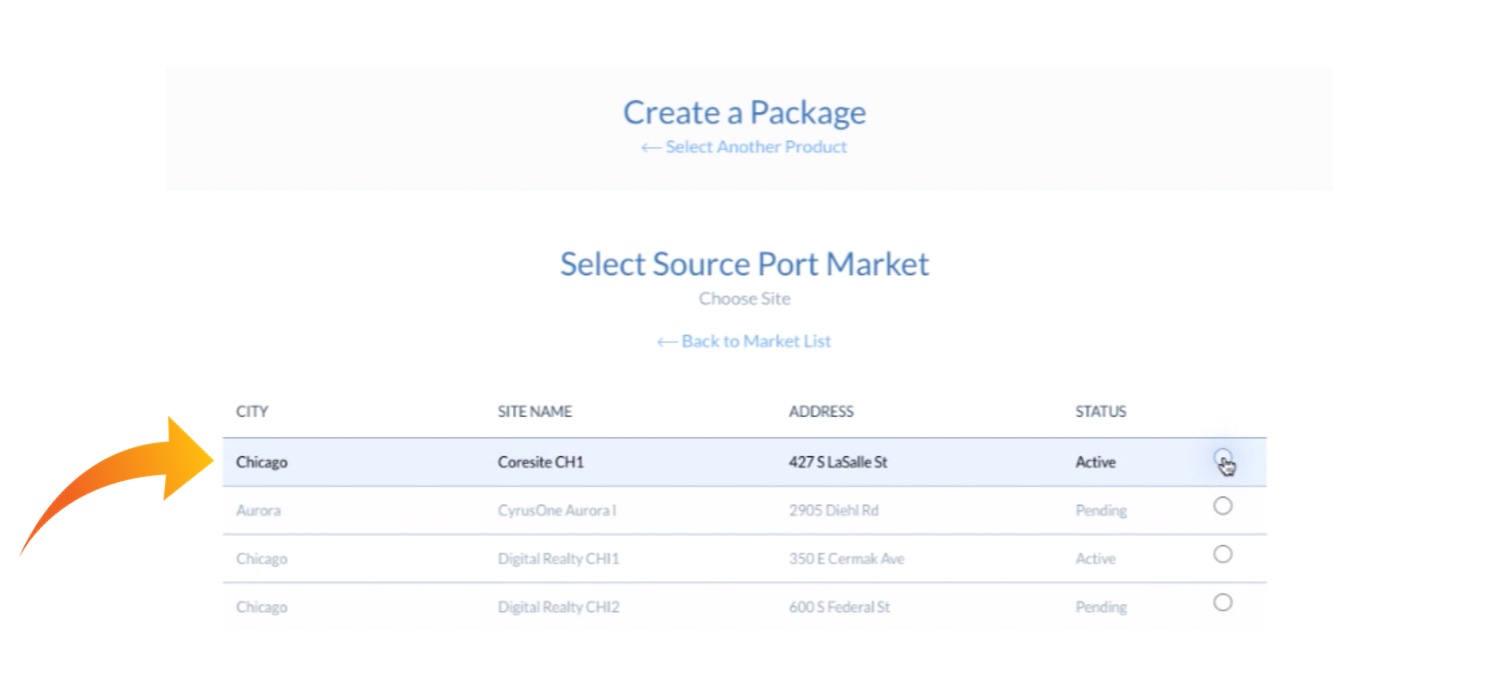 Create a Package
← Select Another Product
Select Source Port Market
Choose Site
← Back to Market List
CITY SITE NAME ADDRESS STATUS
Chicago Coresite CH1 427 S LaSalle St Active
Aurora CyrusOne Aurora I 2905 Diehl Rd Pending
Chicago Digital Realty CHI1 350 E Cermak Ave Active
Chicago Digital Realty CHI2 600 S Federal St Pending